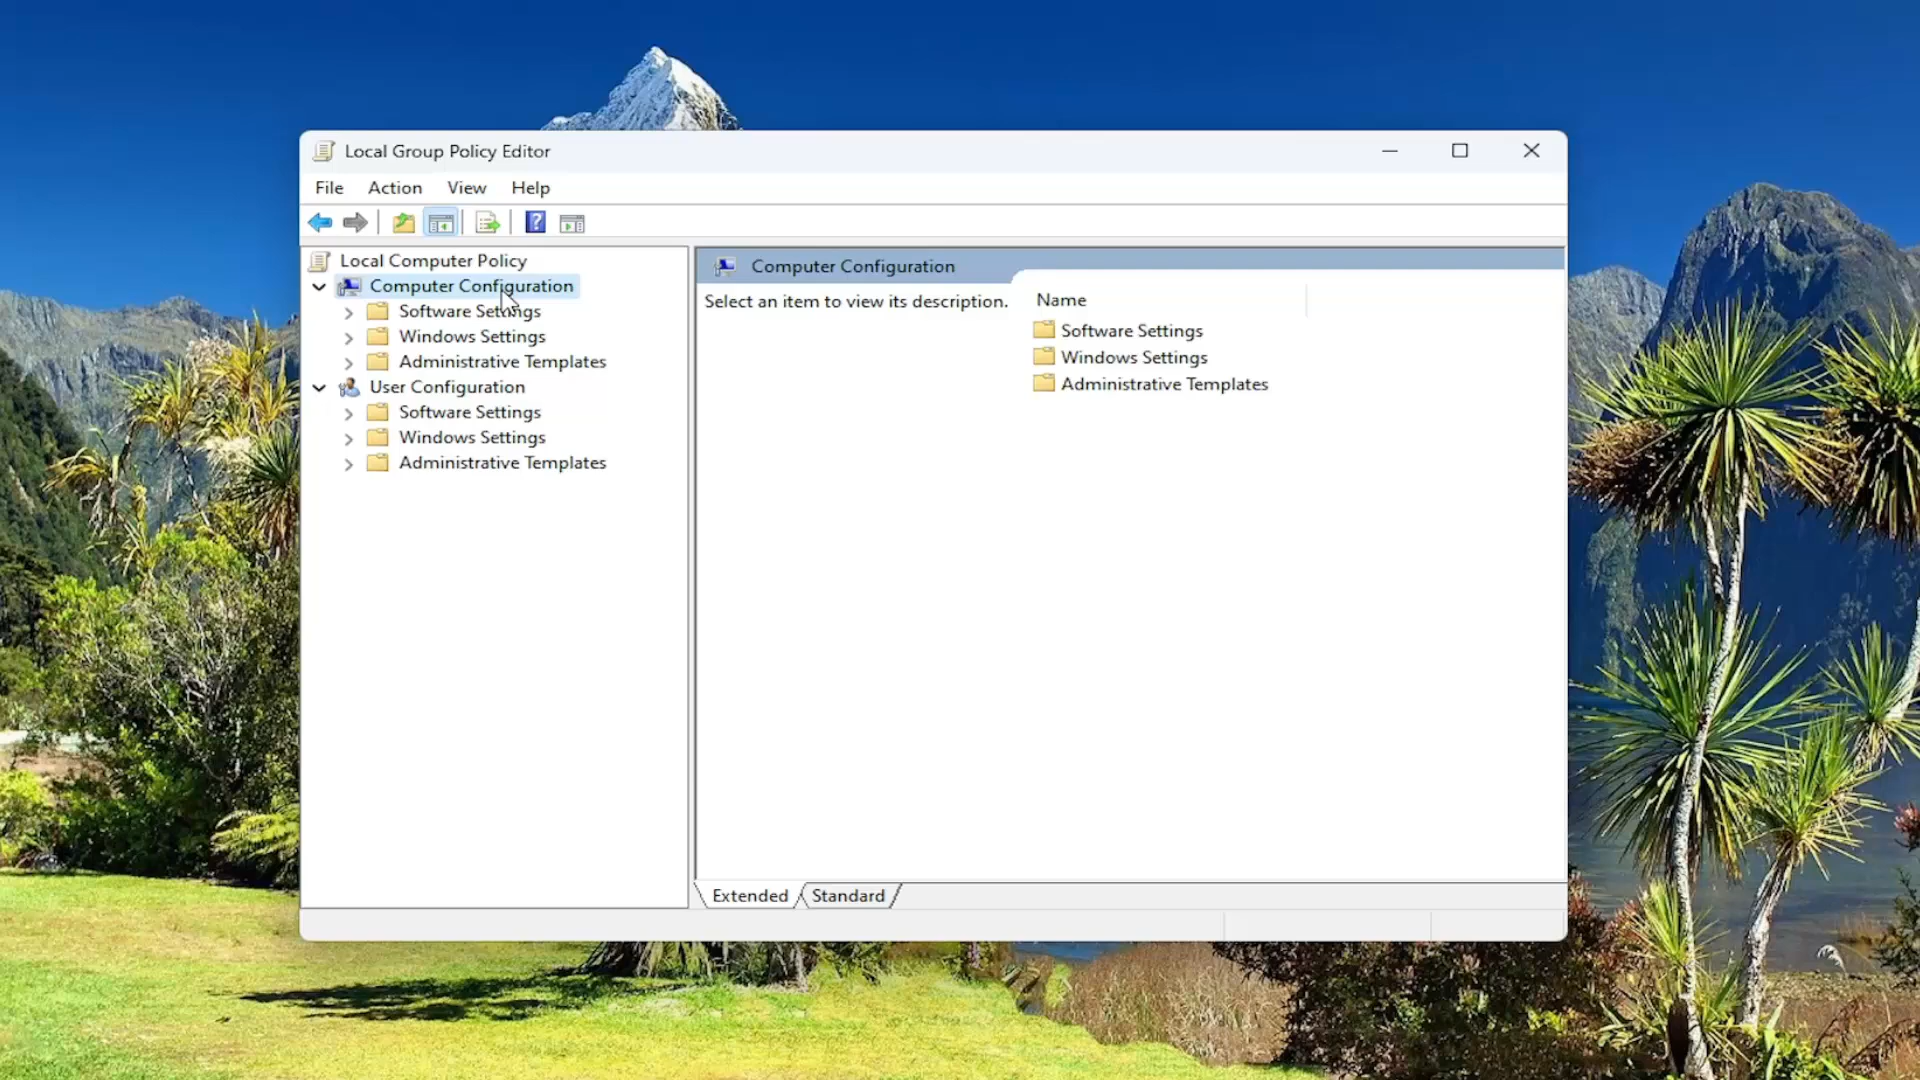 Local Group Policy Editor
File Action View Help
?
Local Computer Policy
Computer Configuration
Software Settings
Windows Settings
Administrative Templates
User Configuration
Software Settings
Windows Settings
Administrative Templates
Computer Configuration
Select an item to view its description.
Name
Software Settings
Windows Settings
Administrative Templates
Extended Standard